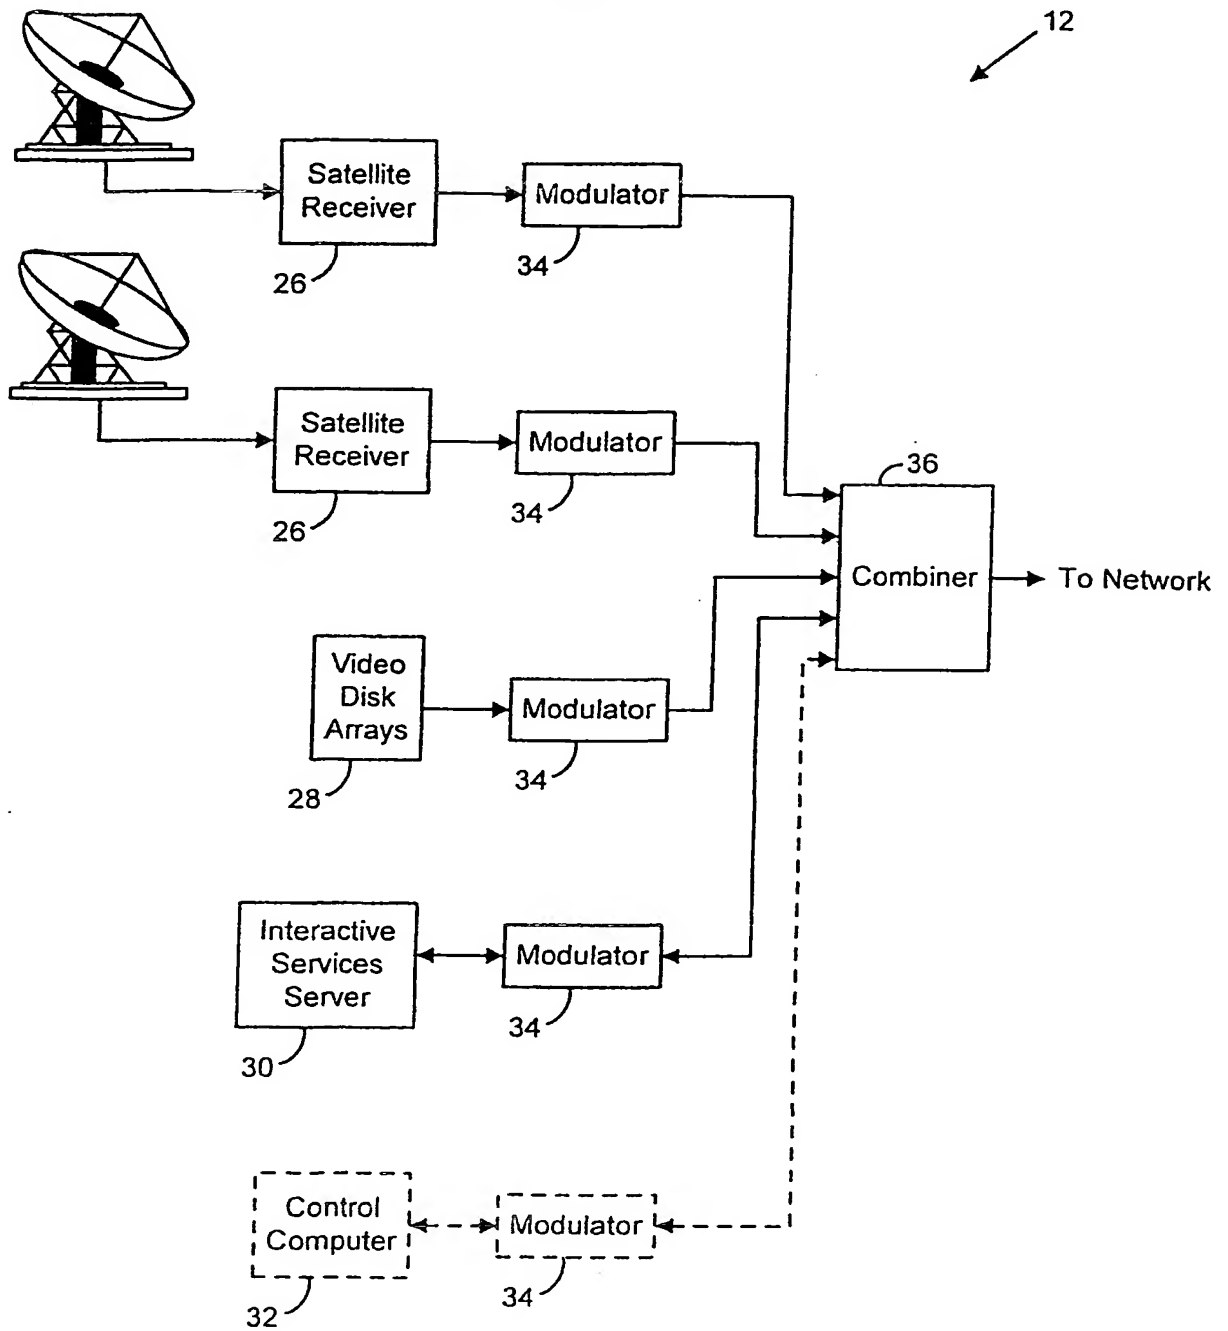 12
Satellite
Receiver
Modulator
26
34
Satellite
Receiver
Modulator
26
34
36
Combiner
To Network
Video
Disk
Arrays
Modulator
28
34
Interactive
Services
Server
Modulator
30
34
Control
Computer
Modulator
32
34